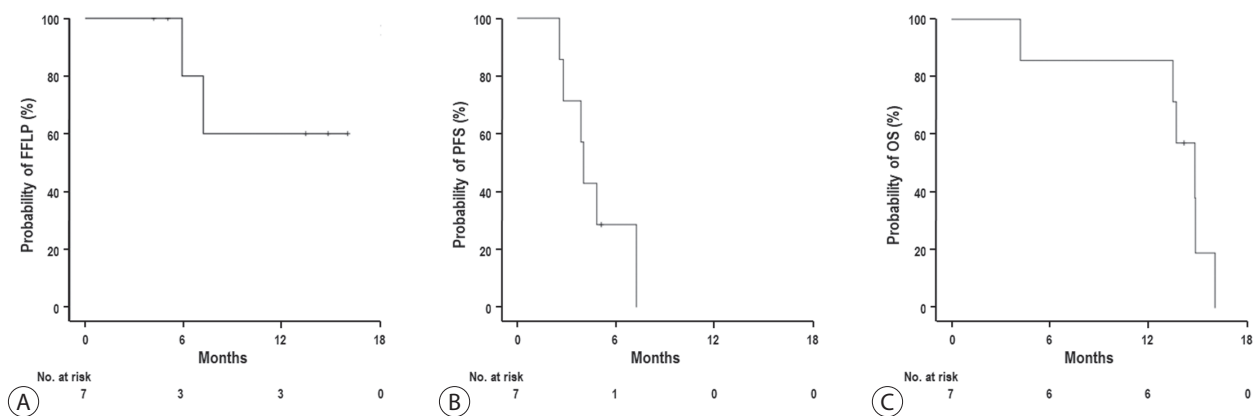 100
80
60
40
20
0
Probability of FFLP (%)
0 6 12 18
Months
No. at risk
7 3 3 0
A
100
80
60
40
20
0
Probability of PFS (%)
0 6 12 18
Months
No. at risk
7 1 0 0
B
100
80
60
40
20
0
Probability of OS (%)
0 6 12 18
Months
No. at risk
7 6 6 0
C